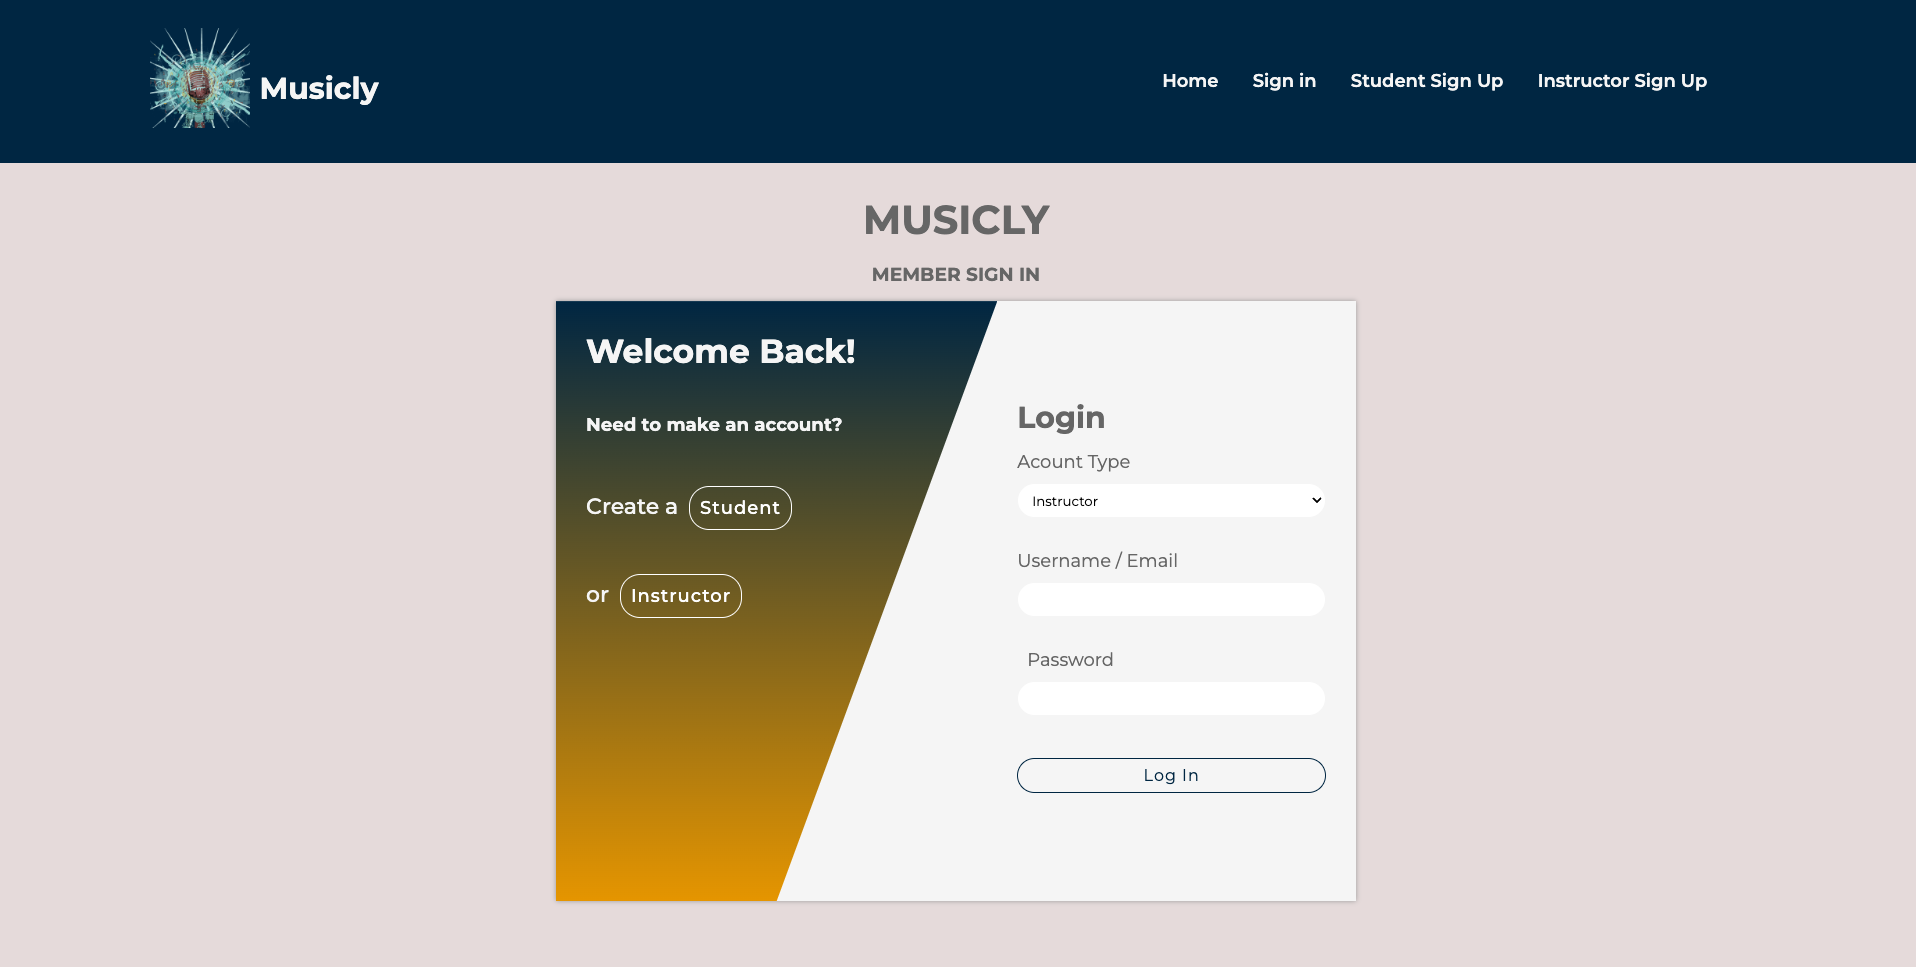 Musicly
Home Sign in Student Sign Up Instructor Sign Up
MUSICLY
MEMBER SIGN IN
Welcome Back!
Need to make an account?
Create a Student
or Instructor
Login
Acount Type
Instructor
Username / Email
Password
Log In